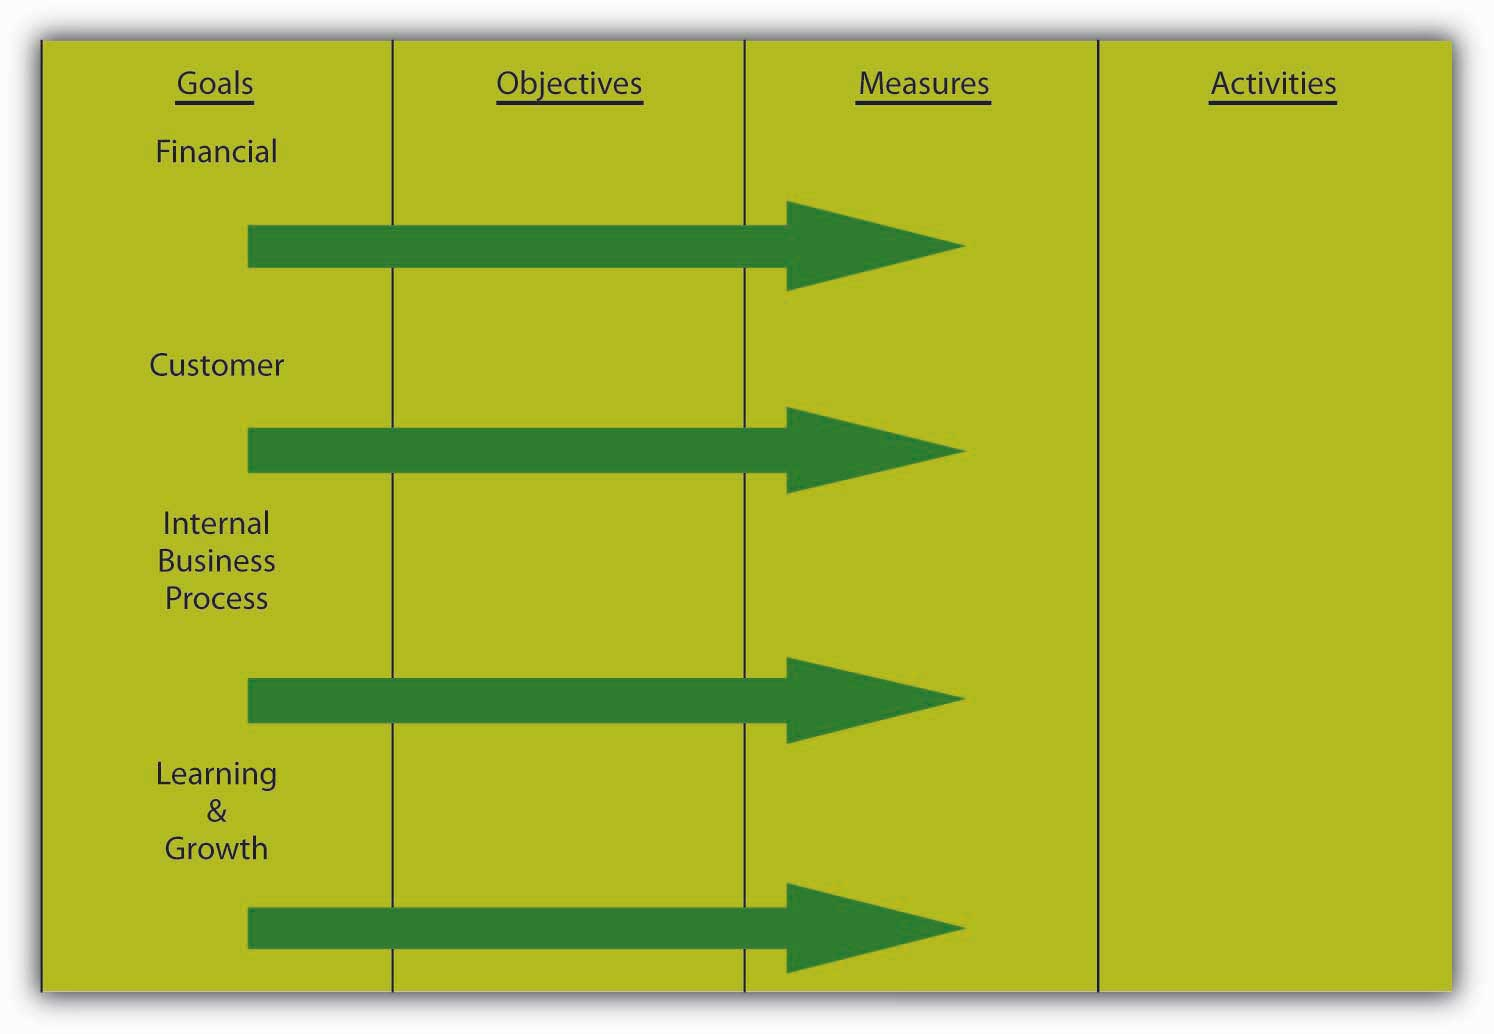 Goals
Objectives
Measures
Activities
Financial
Customer
Internal
Business
Process
Learning
&
Growth